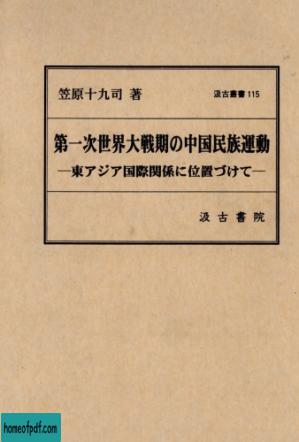 笠原十九司 著
汲古叢書 115
第一次世界大戦期の中国民族運動
―東アジア国際関係に位置づけて―
汲古書院
homeofpdf.com